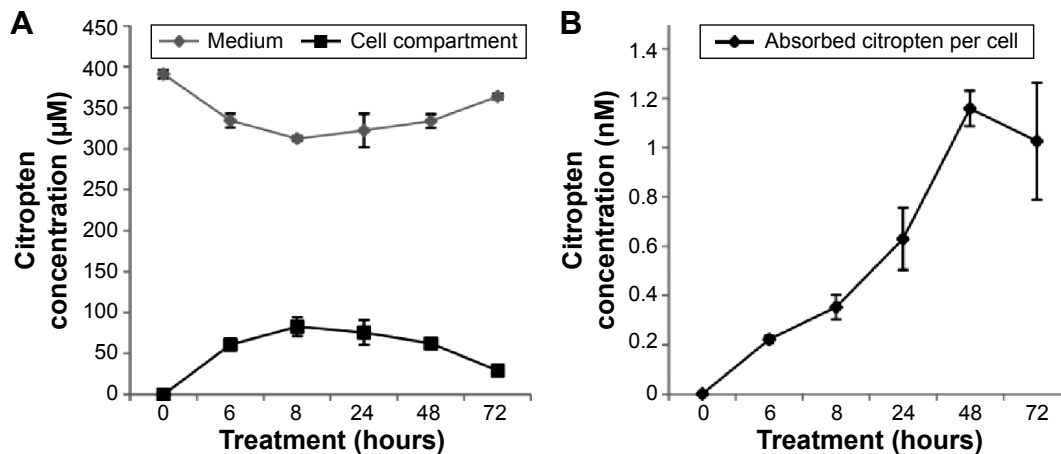 A
Medium
Cell compartment
Citropten
concentration (µM)
450
400
350
300
250
200
150
100
50
0
0 6 8 24 48 72
Treatment (hours)
B
Absorbed citropten per cell
Citropten
concentration (nM)
1.4
1.2
1
0.8
0.6
0.4
0.2
0
0 6 8 24 48 72
Treatment (hours)